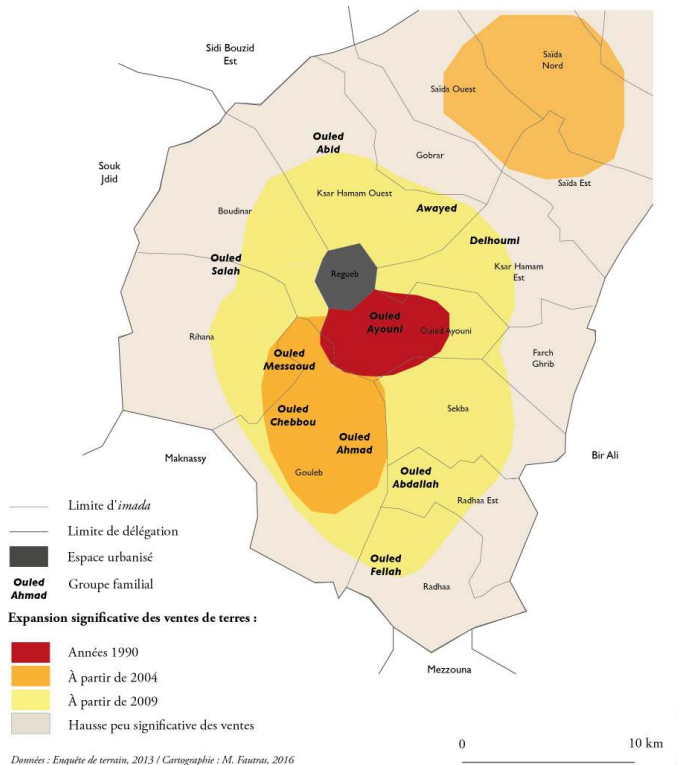 Sidi Bouzid
Est
Saïda
Nord
Saïda Ouest
Ouled
Abid
Gobrar
Souk
Jdid
Saïda Est
Ksar Hamam Ouest
Boudinar
Awayed
Delhoumi
Ouled
Salah
Ksar Hamam
Est
Regueb
Ouled
Ayouni
Ouled Ayouni
Rihana
Ouled
Messaoud
Farch
Ghrib
Ouled
Chebbou
Sekba
Ouled
Ahmad
Maknassy
Gouleb
Bir Ali
Ouled
Abdallah
Radhaa Est
Ouled
Fellah
Radhaa
Mezzouna
Limite d'imada
Limite de délégation
Espace urbanisé
Ouled
Ahmad
Groupe familial
Expansion significative des ventes de terres :
Années 1990
À partir de 2004
À partir de 2009
Hausse peu significative des ventes
0 10 km
Données : Enquête de terrain, 2013 / Cartographie : M. Fautras, 2016